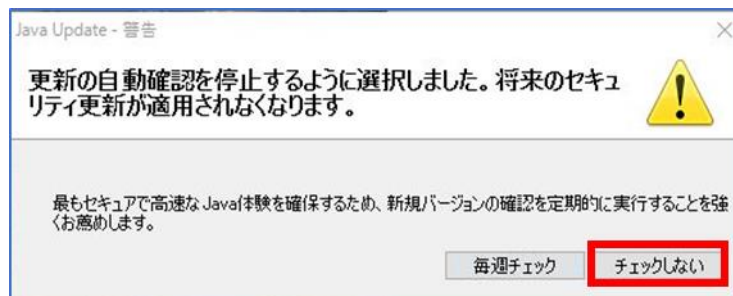 Java Update - 警告
更新の自動確認を停止するように選択しました。将来のセキュ
リティ更新が適用されなくなります。
最もセキュアで高速な Java体験を確保するため、新規バージョンの確認を定期的に実行することを強
くお薦めします。
毎週チェック
チェックしない